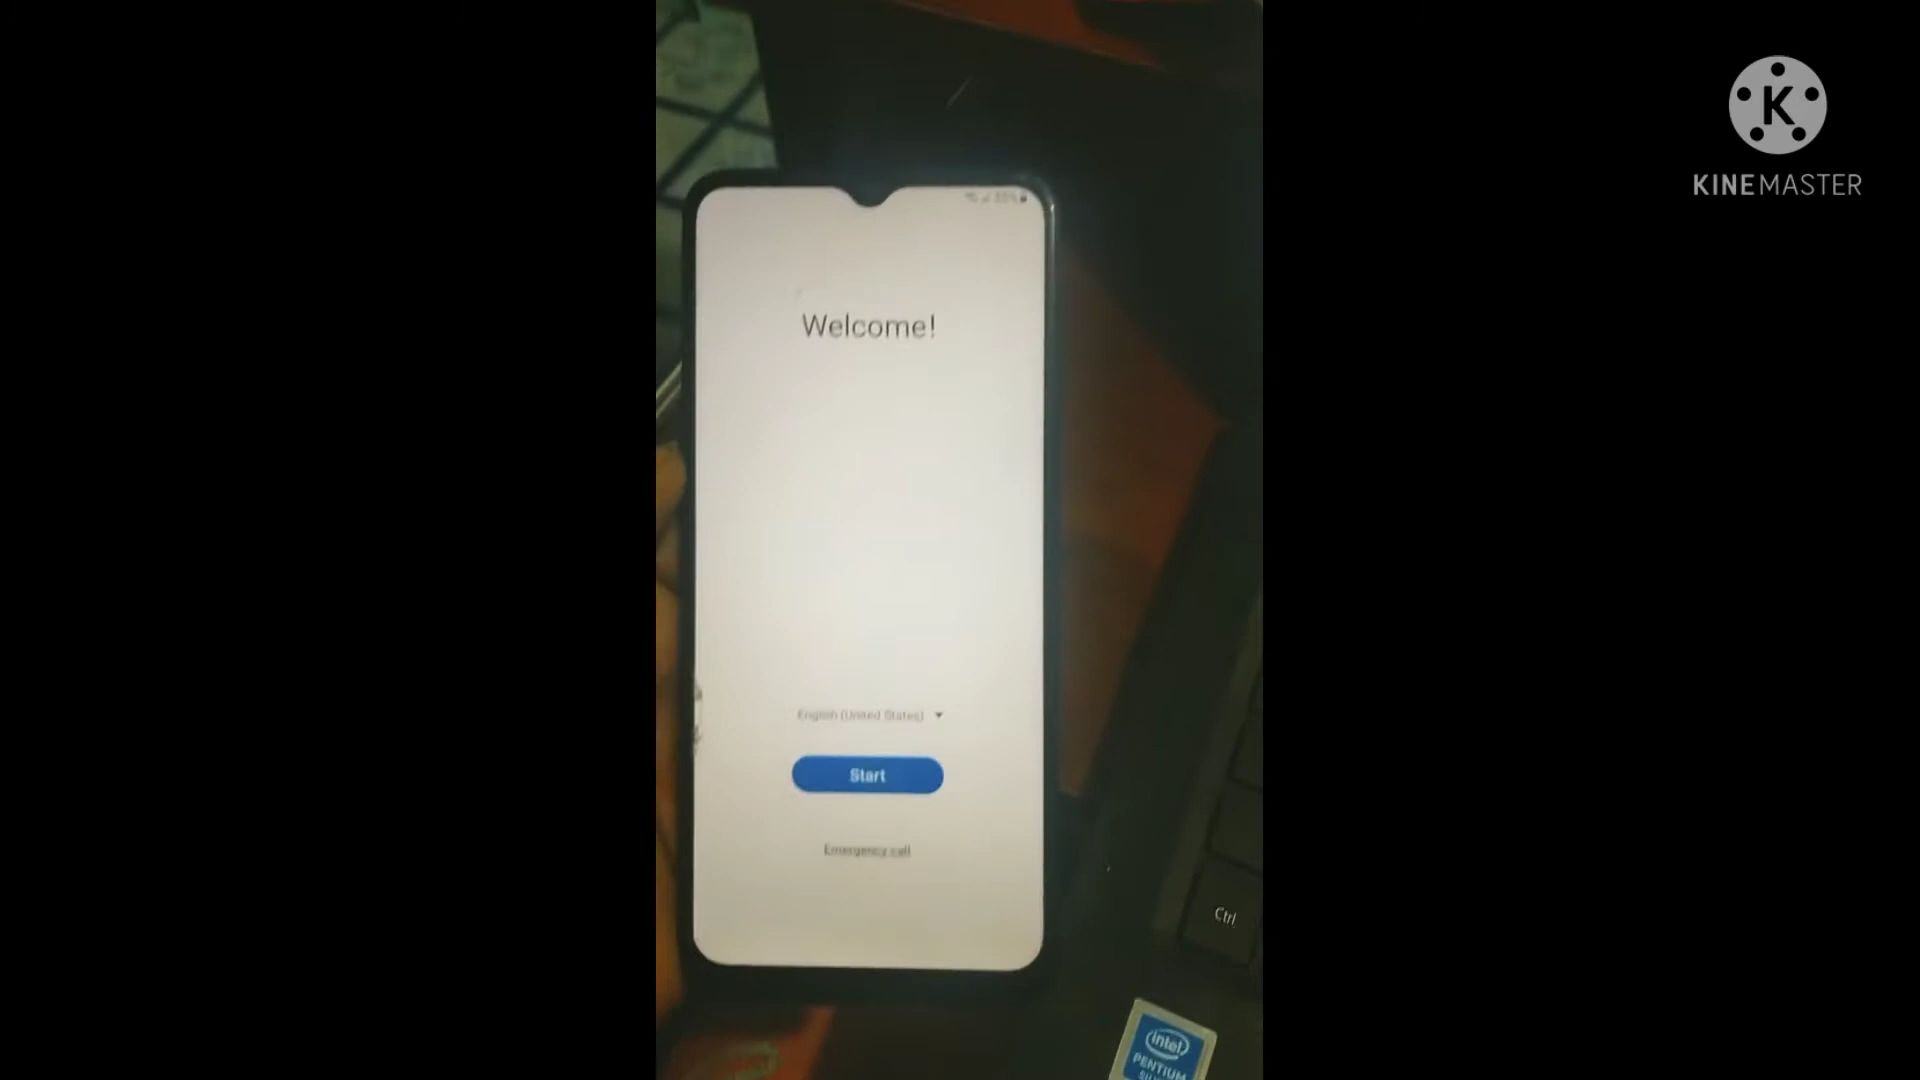 K
KINEMASTER
Welcome!
English (United States)
Start
Emergency call
Ctrl
intel
PENTIUM